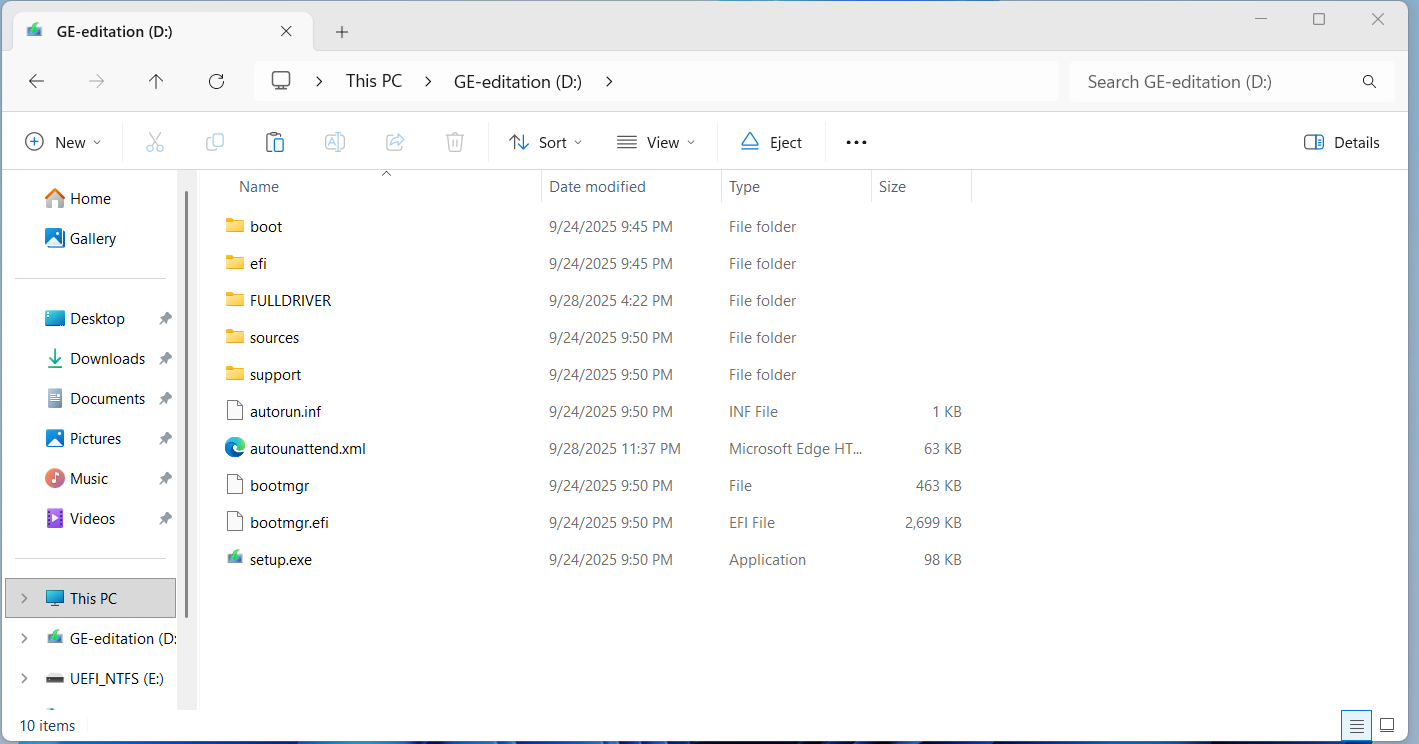 GE-editation (D:)
This PC GE-editation (D:) Search GE-editation (D:)
New Sort View Eject Details
Name Date modified Type Size
Home
Gallery
Desktop
Downloads
Documents
Pictures
Music
Videos
This PC
GE-editation (D:
UEFI_NTFS (E:)
boot 9/24/2025 9:45 PM File folder
efi 9/24/2025 9:45 PM File folder
FULLDRIVER 9/28/2025 4:22 PM File folder
sources 9/24/2025 9:50 PM File folder
support 9/24/2025 9:50 PM File folder
autorun.inf 9/24/2025 9:50 PM INF File 1 KB
autounattend.xml 9/28/2025 11:37 PM Microsoft Edge HT... 63 KB
bootmgr 9/24/2025 9:50 PM File 463 KB
bootmgr.efi 9/24/2025 9:50 PM EFI File 2,699 KB
setup.exe 9/24/2025 9:50 PM Application 98 KB
10 items